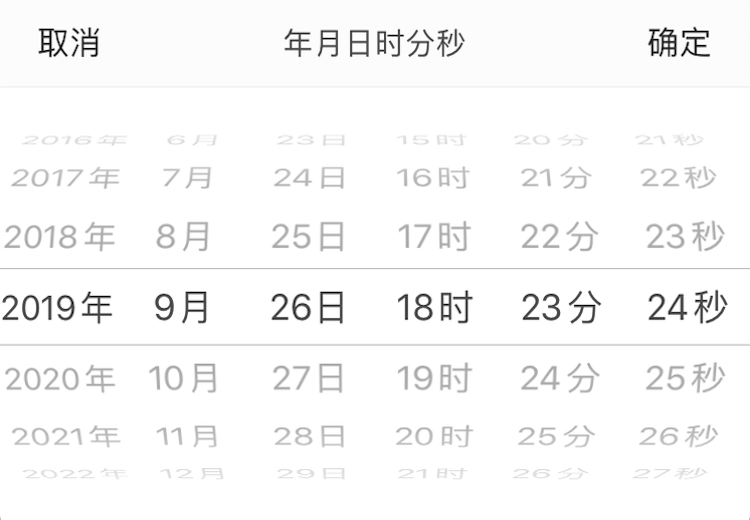 取消 年月日时分秒 确定
2016年 6月 23日 15时 20分 21秒
2017年 7月 24日 16时 21分 22秒
2018年 8月 25日 17时 22分 23秒
2019年 9月 26日 18时 23分 24秒
2020年 10月 27日 19时 24分 25秒
2021年 11月 28日 20时 25分 26秒
2022年 12月 29日 21时 26分 27秒